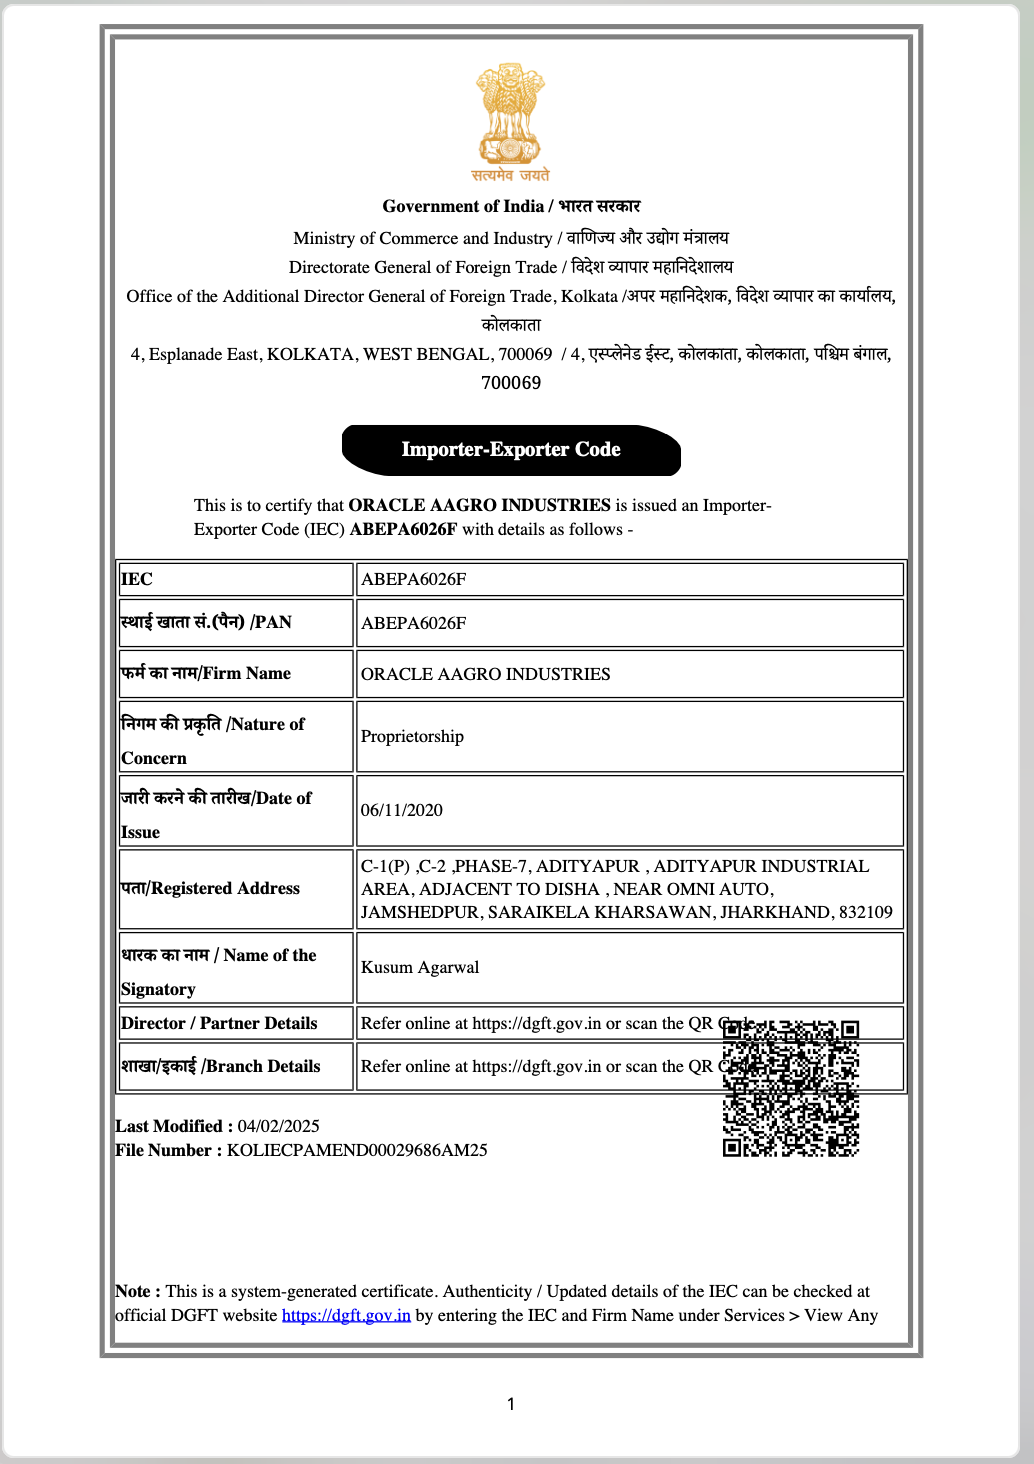 सत्यमेव जयते
Government of India / भारत सरकार
Ministry of Commerce and Industry / वाणिज्य और उद्योग मंत्रालय
Directorate General of Foreign Trade / विदेश व्यापार महानिदेशालय
Office of the Additional Director General of Foreign Trade, Kolkata /अपर महानिदेशक, विदेश व्यापार का कार्यालय,
कोलकाता
4, Esplanade East, KOLKATA, WEST BENGAL, 700069 / 4, एस्प्लेनेड ईस्ट, कोलकाता, कोलकाता, पश्चिम बंगाल,
700069
Importer-Exporter Code
This is to certify that ORACLE AAGRO INDUSTRIES is issued an Importer-
Exporter Code (IEC) ABEPA6026F with details as follows -
IEC ABEPA6026F
स्थाई खाता सं.(पैन) /PAN ABEPA6026F
फर्म का नाम/Firm Name ORACLE AAGRO INDUSTRIES
निगम की प्रकृति /Nature of
Concern
Proprietorship
जारी करने की तारीख/Date of
Issue
06/11/2020
पता/Registered Address
C-1(P) ,C-2 ,PHASE-7, ADITYAPUR , ADITYAPUR INDUSTRIAL
AREA, ADJACENT TO DISHA , NEAR OMNI AUTO,
JAMSHEDPUR, SARAIKELA KHARSAWAN, JHARKHAND, 832109
धारक का नाम / Name of the
Signatory
Kusum Agarwal
Director / Partner Details Refer online at https://dgft.gov.in or scan the QR Code
शाखा/इकाई /Branch Details Refer online at https://dgft.gov.in or scan the QR Code
Last Modified : 04/02/2025
File Number : KOLIECPAMEND00029686AM25
Note : This is a system-generated certificate. Authenticity / Updated details of the IEC can be checked at
official DGFT website https://dgft.gov.in by entering the IEC and Firm Name under Services > View Any
1